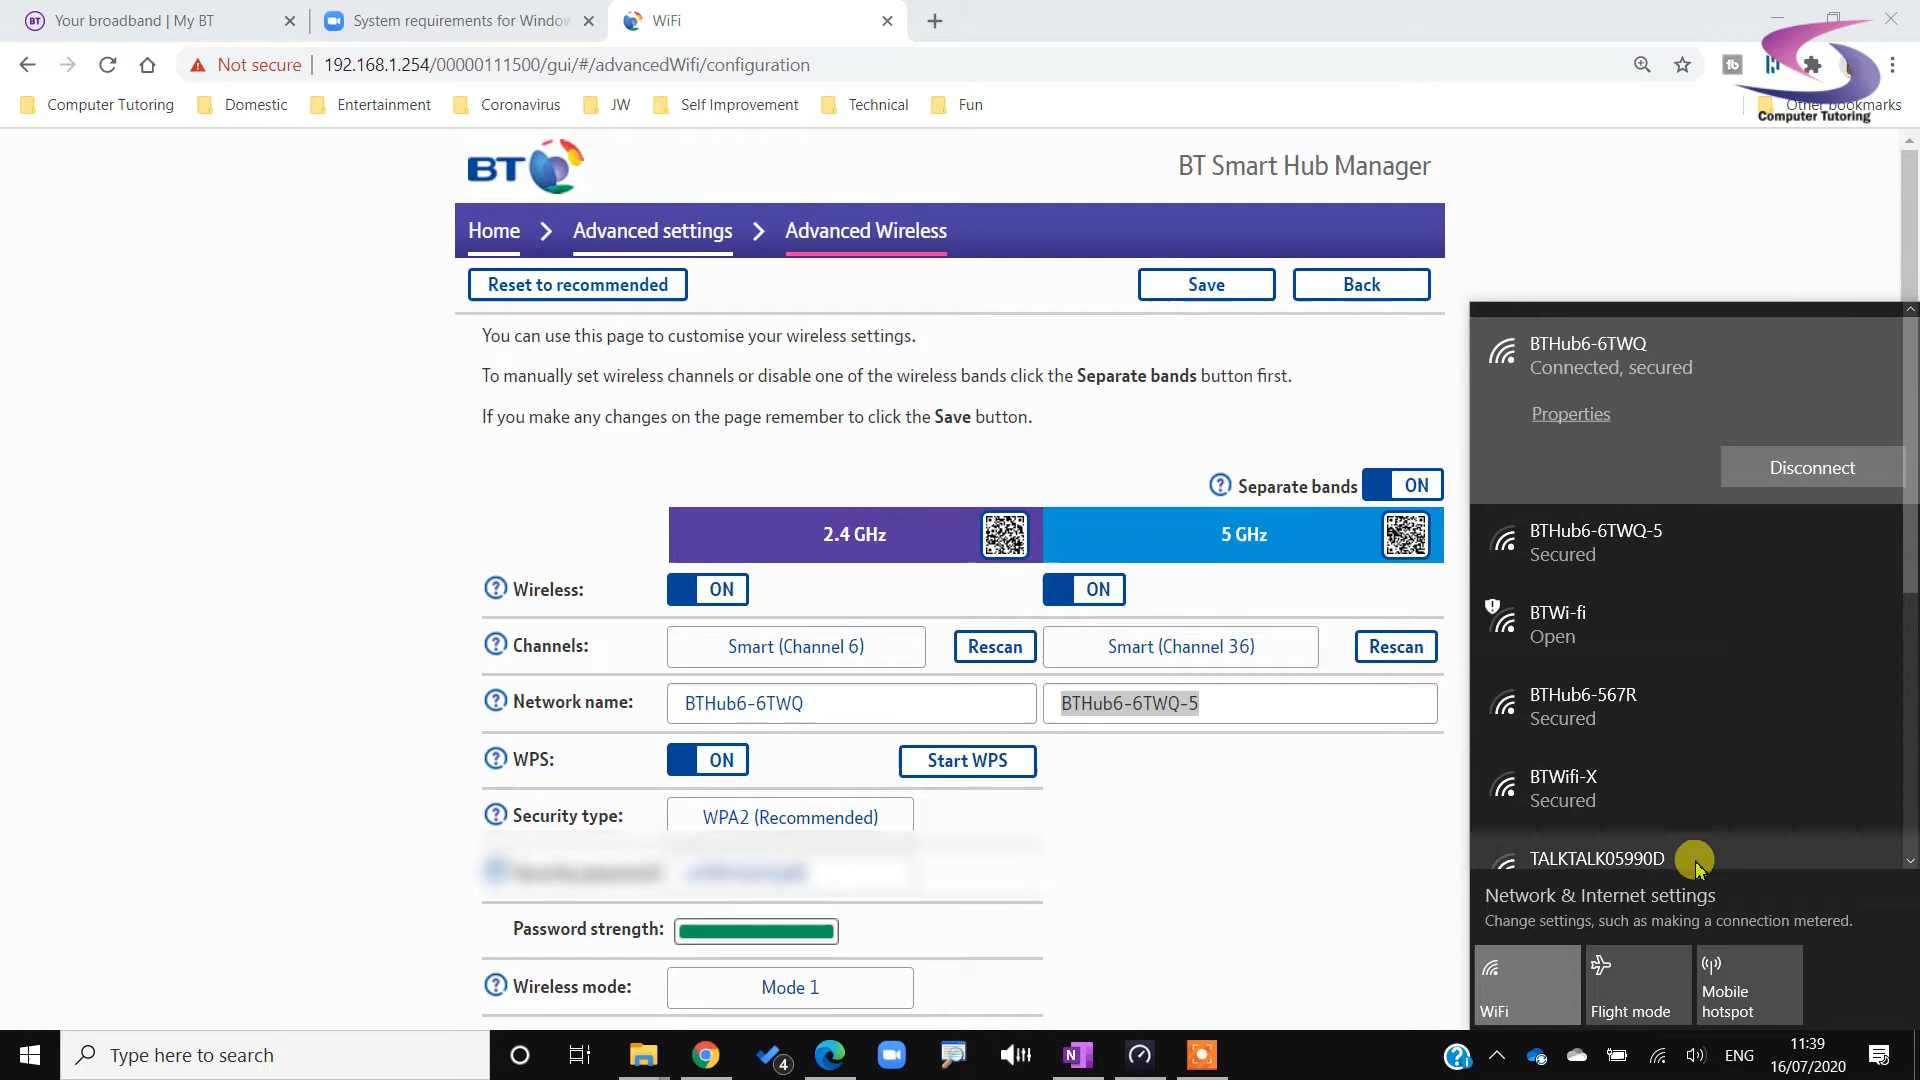 BT Your broadband | My BT
System requirements for Window
WiFi
Not secure | 192.168.1.254/00000111500/gui/#/advancedWifi/configuration
Computer Tutoring
Domestic
Entertainment
Coronavirus
JW
Self Improvement
Technical
Fun
Other bookmarks
Computer Tutoring
BT
BT Smart Hub Manager
Home
Advanced settings
Advanced Wireless
Reset to recommended
Save
Back
You can use this page to customise your wireless settings.
To manually set wireless channels or disable one of the wireless bands click the Separate bands button first.
If you make any changes on the page remember to click the Save button.
? Separate bands ON
2.4 GHz
5 GHz
? Wireless: ON ON
? Channels: Smart (Channel 6) Rescan Smart (Channel 36) Rescan
? Network name: BTHub6-6TWQ BTHub6-6TWQ-5
? WPS: ON Start WPS
? Security type: WPA2 (Recommended)
Password strength:
? Wireless mode: Mode 1
BTHub6-6TWQ
Connected, secured
Properties
Disconnect
BTHub6-6TWQ-5
Secured
BTWi-fi
Open
BTHub6-567R
Secured
BTWifi-X
Secured
TALKTALK05990D
Network & Internet settings
Change settings, such as making a connection metered.
WiFi
Flight mode
Mobile
hotspot
Type here to search
4
ENG
11:39
16/07/2020